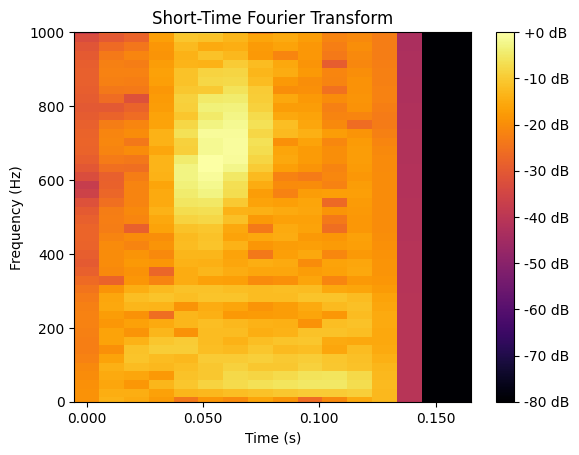 Short-Time Fourier Transform
1000
800
600
400
200
0
Frequency (Hz)
0.000
0.050
0.100
0.150
Time (s)
+0 dB
-10 dB
-20 dB
-30 dB
-40 dB
-50 dB
-60 dB
-70 dB
-80 dB